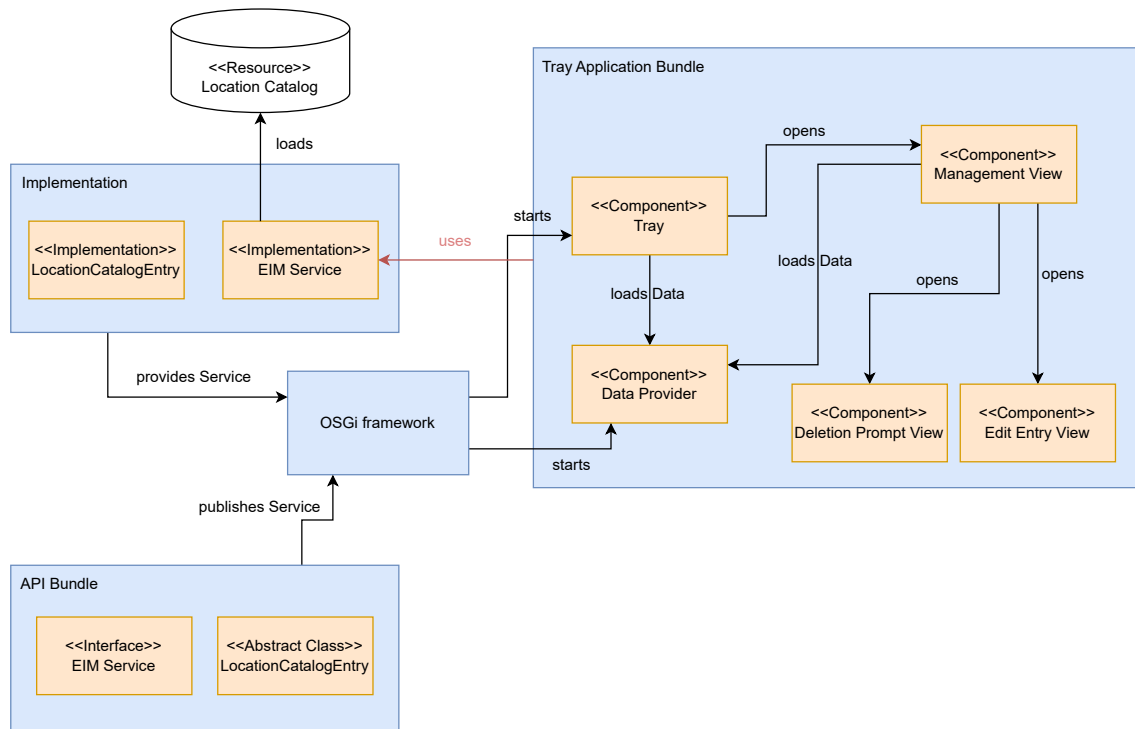 <<Resource>>
Location Catalog
loads
Implementation
<<Implementation>>
LocationCatalogEntry
<<Implementation>>
EIM Service
provides Service
OSGi framework
publishes Service
API Bundle
<<Interface>>
EIM Service
<<Abstract Class>>
LocationCatalogEntry
uses
starts
starts
Tray Application Bundle
<<Component>>
Tray
opens
<<Component>>
Management View
loads Data
loads Data
opens
opens
<<Component>>
Data Provider
<<Component>>
Deletion Prompt View
<<Component>>
Edit Entry View